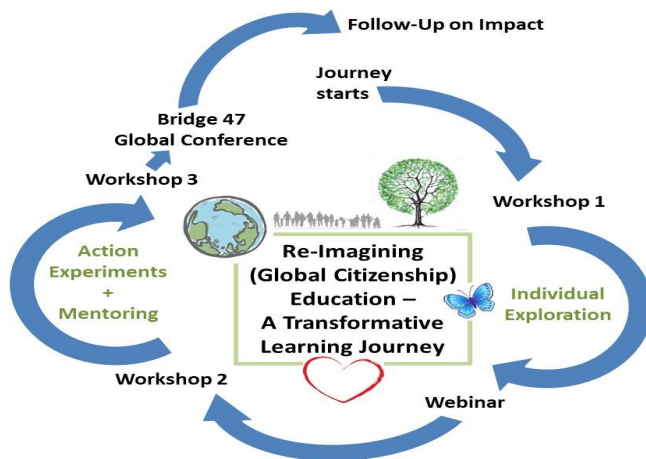 Follow-Up on Impact
Journey
starts
Bridge 47
Global Conference
Workshop 3
Workshop 1
Action
Experiments
+
Mentoring
Re-Imagining
(Global Citizenship)
Education –
A Transformative
Learning Journey
Individual
Exploration
Workshop 2
Webinar